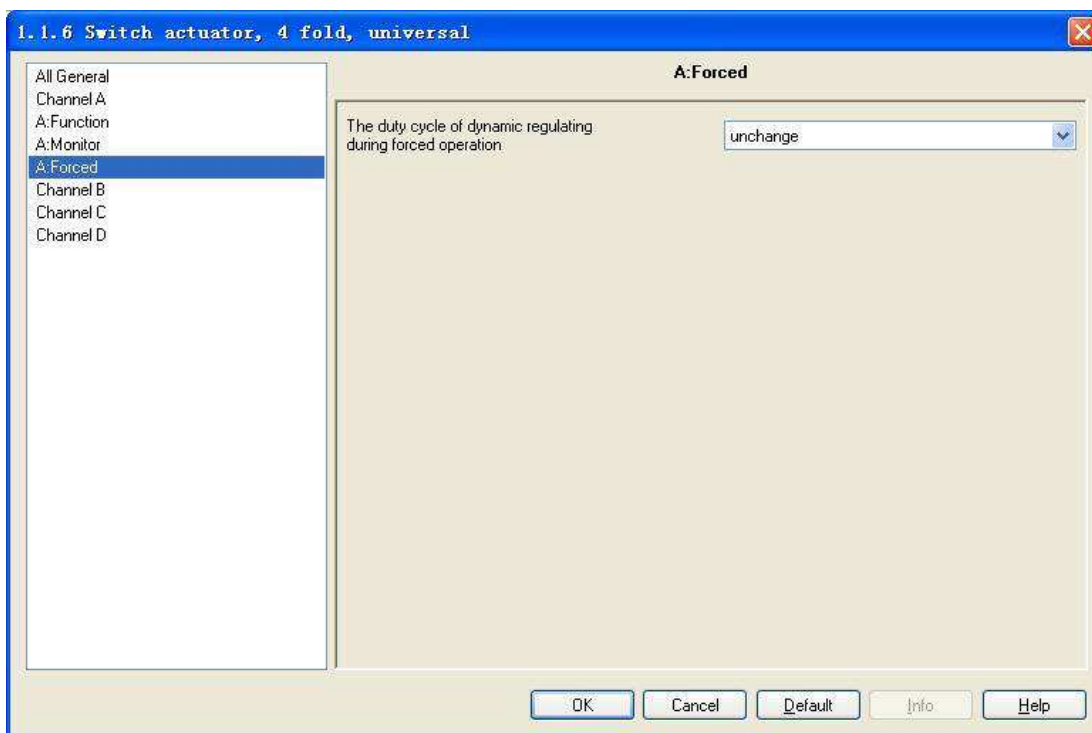 1.1.6 Switch actuator, 4 fold, universal
All General
Channel A
A:Function
A:Monitor
A:Forced
Channel B
Channel C
Channel D
A:Forced
The duty cycle of dynamic regulating
during forced operation
unchange
OK
Cancel
Default
Info
Help